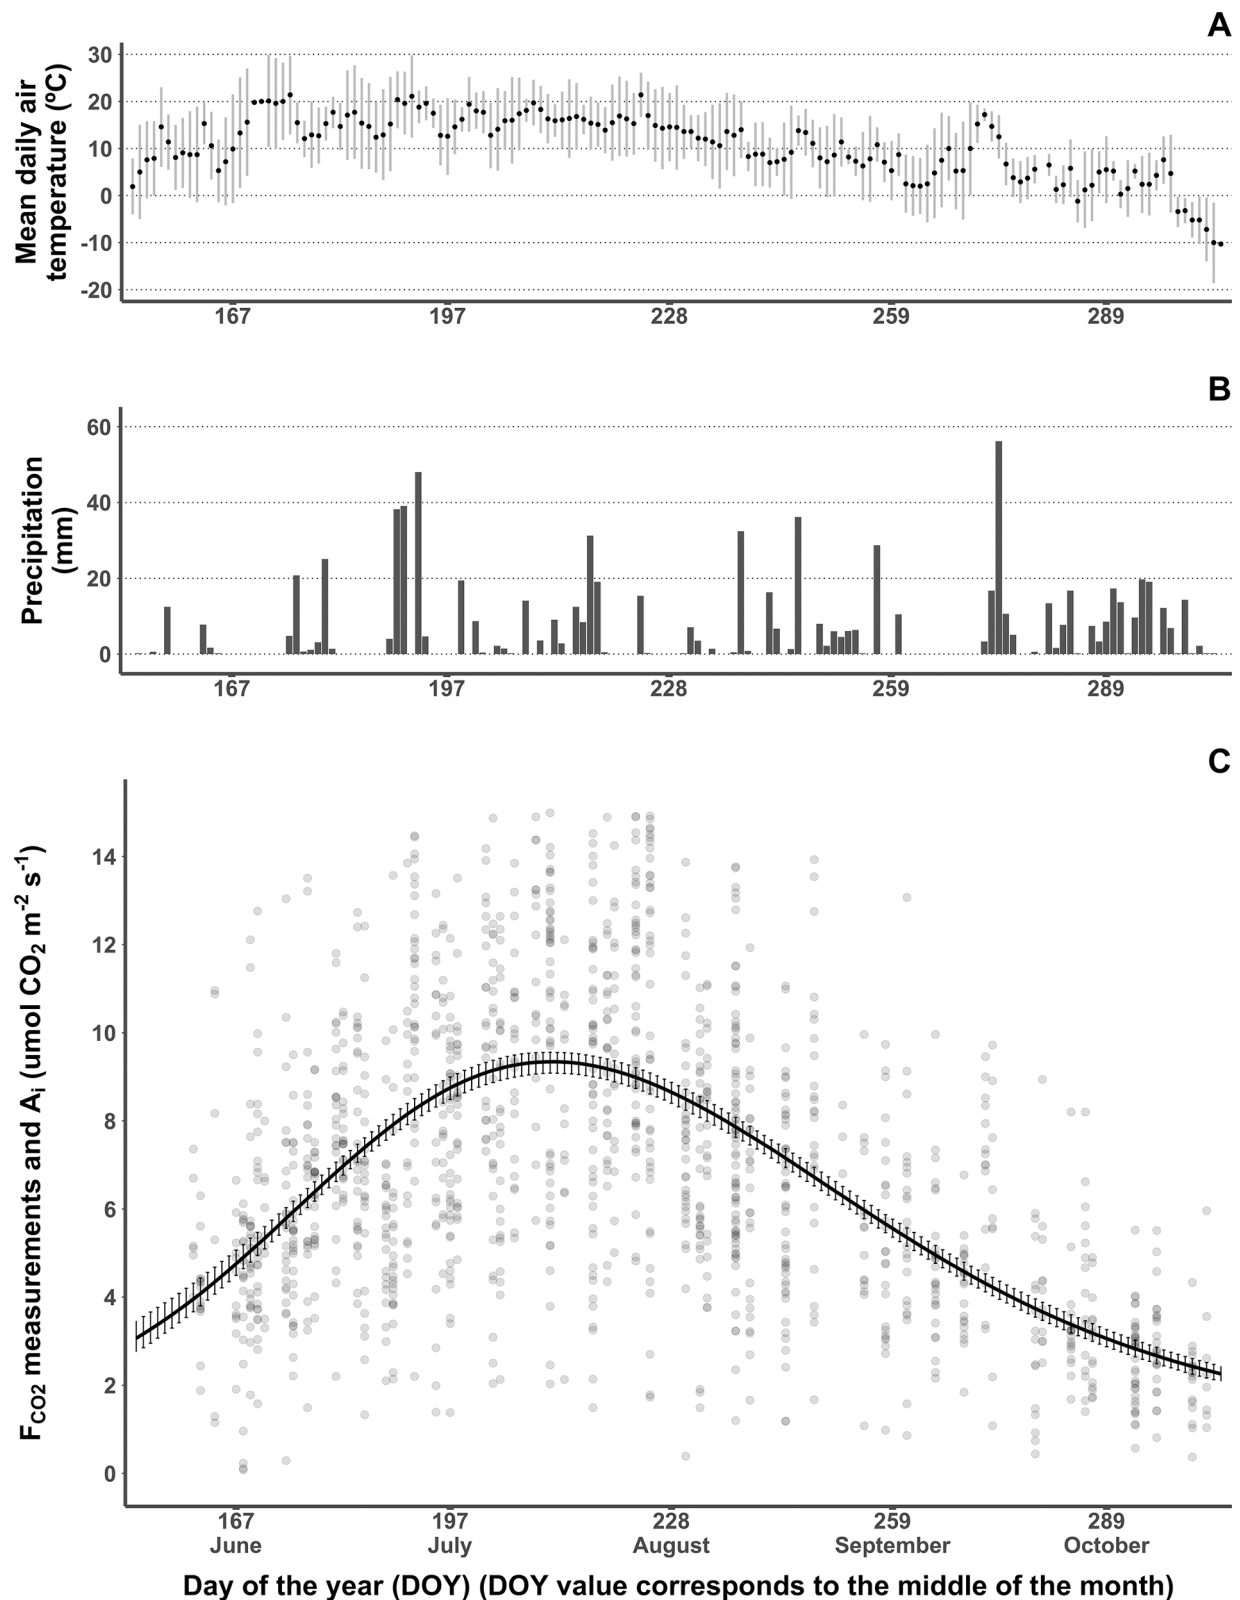 A
Mean daily air
temperature (ºC)
30
20
10
0
-10
-20
167 197 228 259 289
B
Precipitation
(mm)
60
40
20
0
167 197 228 259 289
C
F_CO2 measurements and A_i (umol CO_2 m^-2 s^-1)
14
12
10
8
6
4
2
0
167 197 228 259 289
June July August September October
Day of the year (DOY) (DOY value corresponds to the middle of the month)